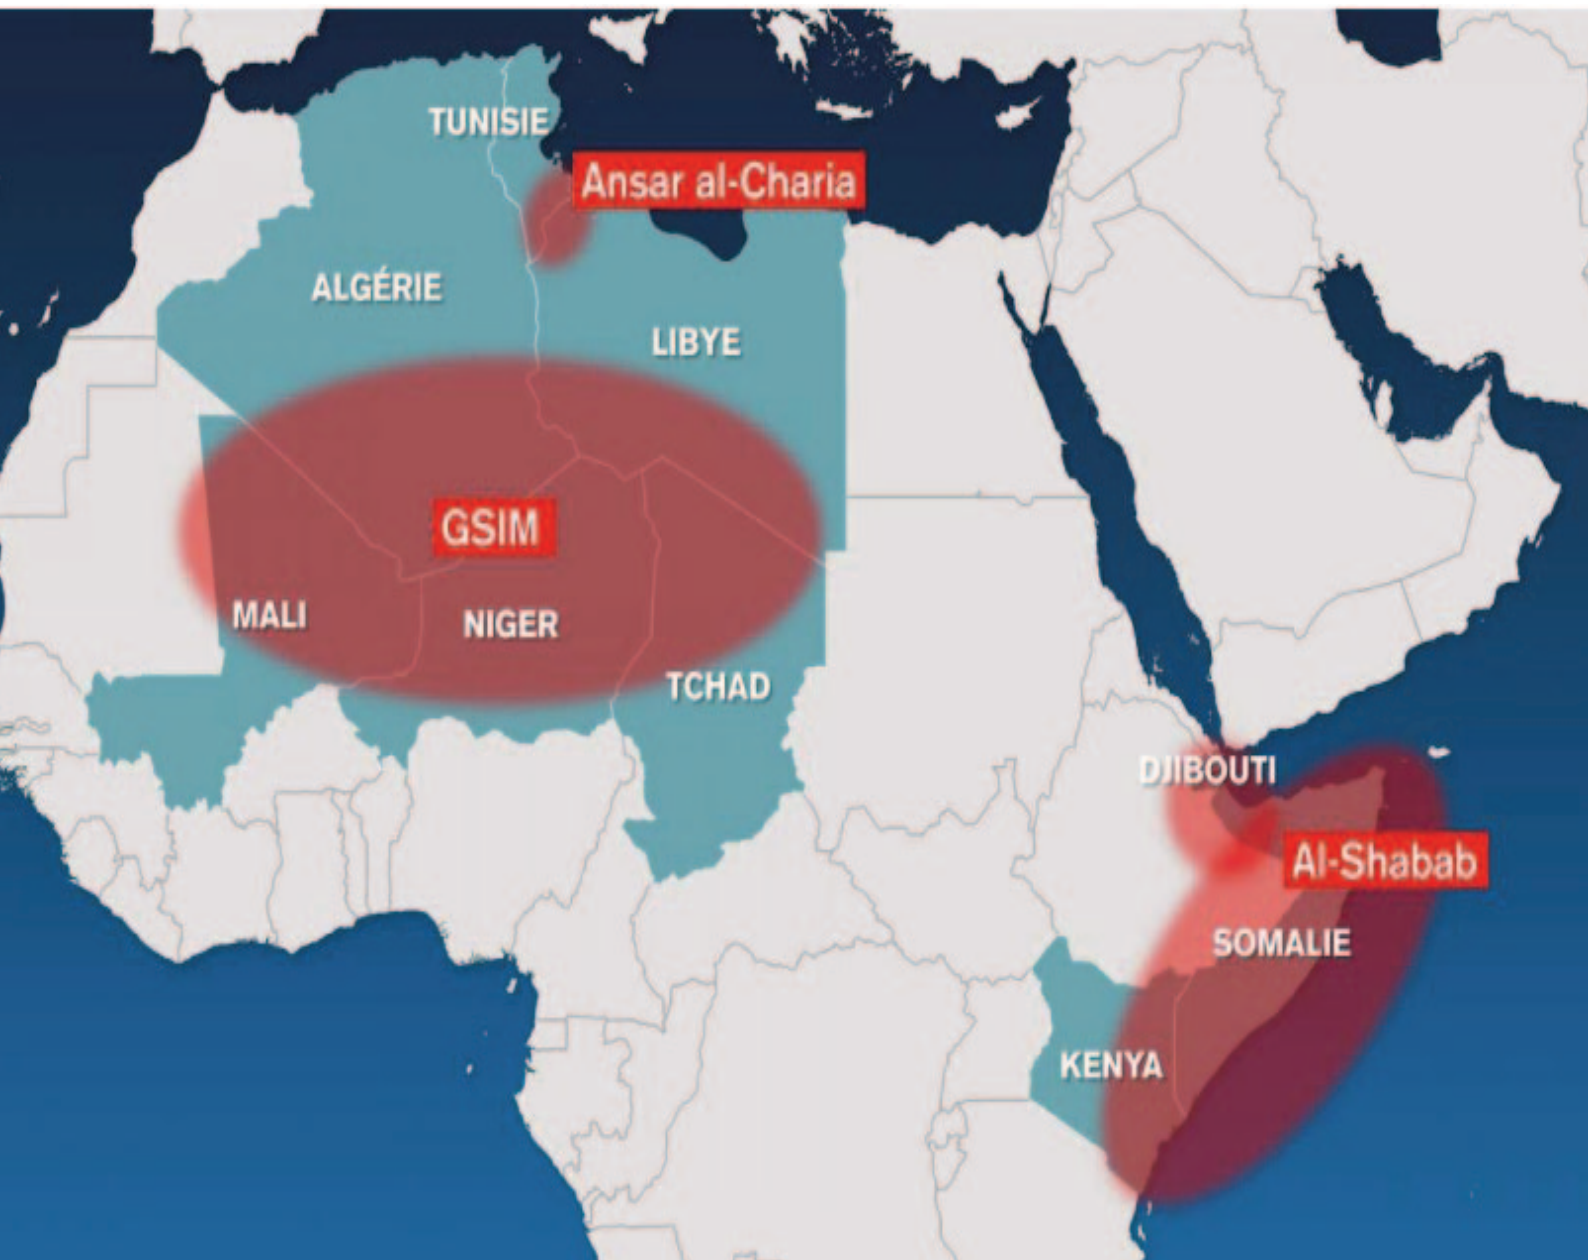 TUNISIE
Ansar al-Charia
ALGÉRIE
LIBYE
GSIM
MALI
NIGER
TCHAD
DJIBOUTI
Al-Shabab
SOMALIE
KENYA